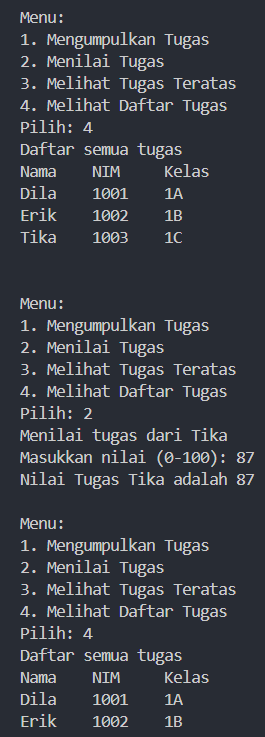 Menu:
1. Mengumpulkan Tugas
2. Menilai Tugas
3. Melihat Tugas Teratas
4. Melihat Daftar Tugas
Pilih: 4
Daftar semua tugas
Nama    NIM     Kelas
Dila    1001    1A
Erik    1002    1B
Tika    1003    1C
Menu:
1. Mengumpulkan Tugas
2. Menilai Tugas
3. Melihat Tugas Teratas
4. Melihat Daftar Tugas
Pilih: 2
Menilai tugas dari Tika
Masukkan nilai (0-100): 87
Nilai Tugas Tika adalah 87
Menu:
1. Mengumpulkan Tugas
2. Menilai Tugas
3. Melihat Tugas Teratas
4. Melihat Daftar Tugas
Pilih: 4
Daftar semua tugas
Nama    NIM     Kelas
Dila    1001    1A
Erik    1002    1B